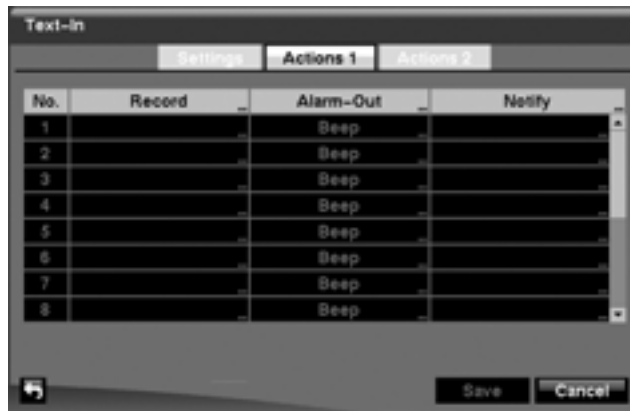 Text-In
Settings Actions 1 Actions 2
No. Record Alarm-Out Notify
1 Beep
2 Beep
3 Beep
4 Beep
5 Beep
6 Beep
7 Beep
8 Beep
Save Cancel